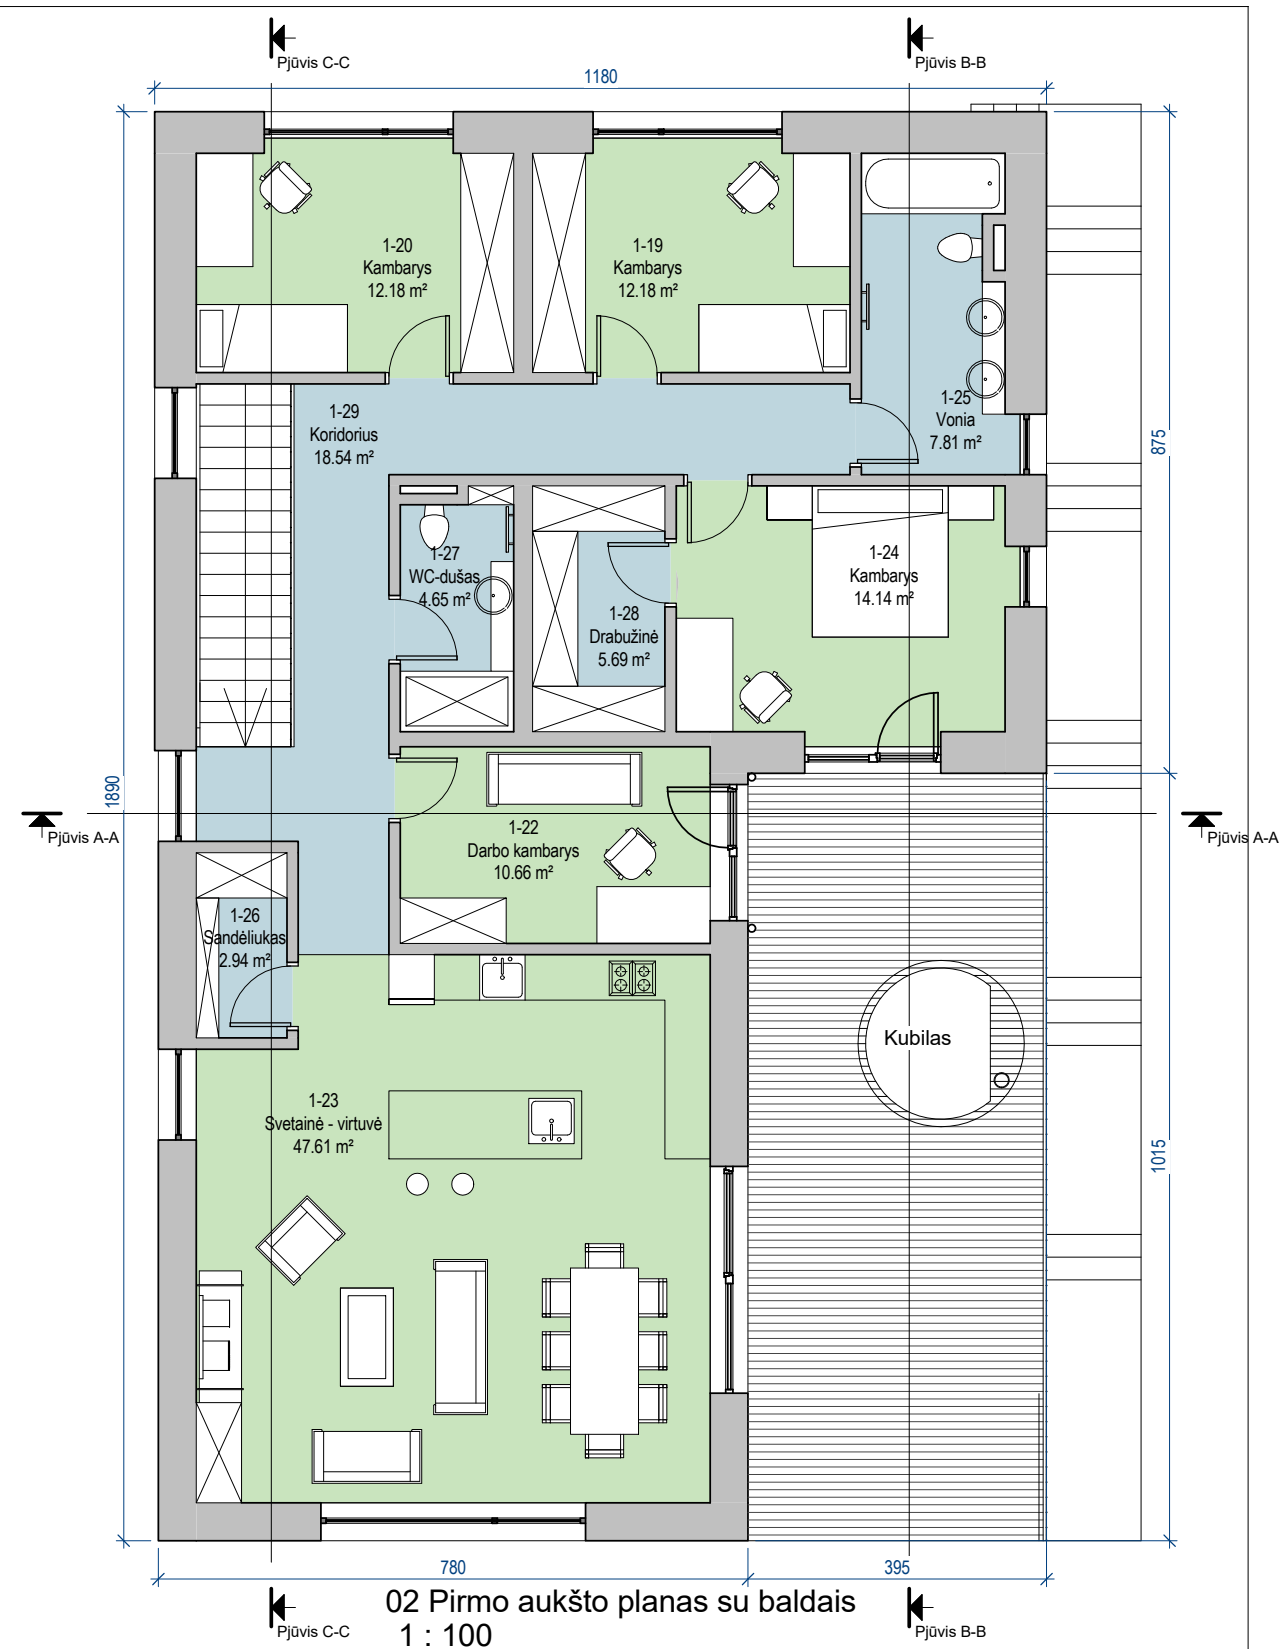 Pjūvis C-C
Pjūvis B-B
1180
1-20
Kambarys
12.18 m²
1-19
Kambarys
12.18 m²
1-25
Vonia
7.81 m²
1-29
Koridorius
18.54 m²
875
1-27
WC-dušas
4.65 m²
1-28
Drabužinė
5.69 m²
1-24
Kambarys
14.14 m²
1890
Pjūvis A-A
1-22
Darbo kambarys
10.66 m²
Pjūvis A-A
1-26
Sandėliukas
2.94 m²
Kubilas
1-23
Svetainė - virtuvė
47.61 m²
1015
780
395
02 Pirmo aukšto planas su baldais
1 : 100
Pjūvis C-C
Pjūvis B-B